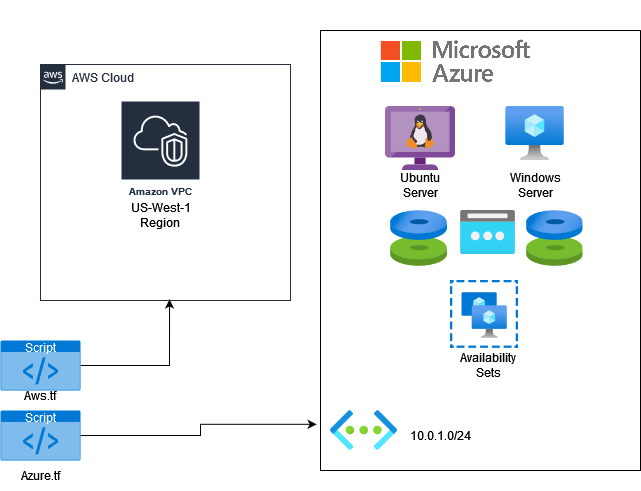 aws
AWS Cloud
Amazon VPC
US-West-1
Region
Microsoft
Azure
Ubuntu
Server
Windows
Server
Availability
Sets
Script
</>
Aws.tf
Script
</>
Azure.tf
10.0.1.0/24